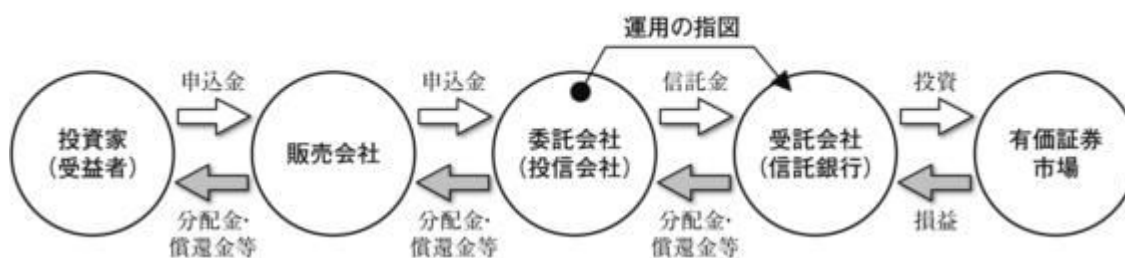 運用の指図
申込金
申込金
信託金
投資
投資家
(受益者)
販売会社
委託会社
(投信会社)
受託会社
(信託銀行)
有価証券
市場
分配金・
償還金等
分配金・
償還金等
分配金・
償還金等
損益